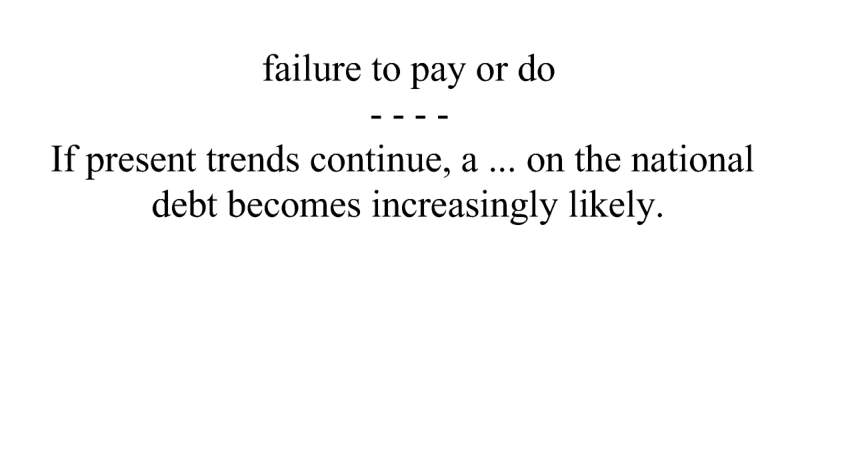 failure to pay or do
- - - -
If present trends continue, a ... on the national
debt becomes increasingly likely.